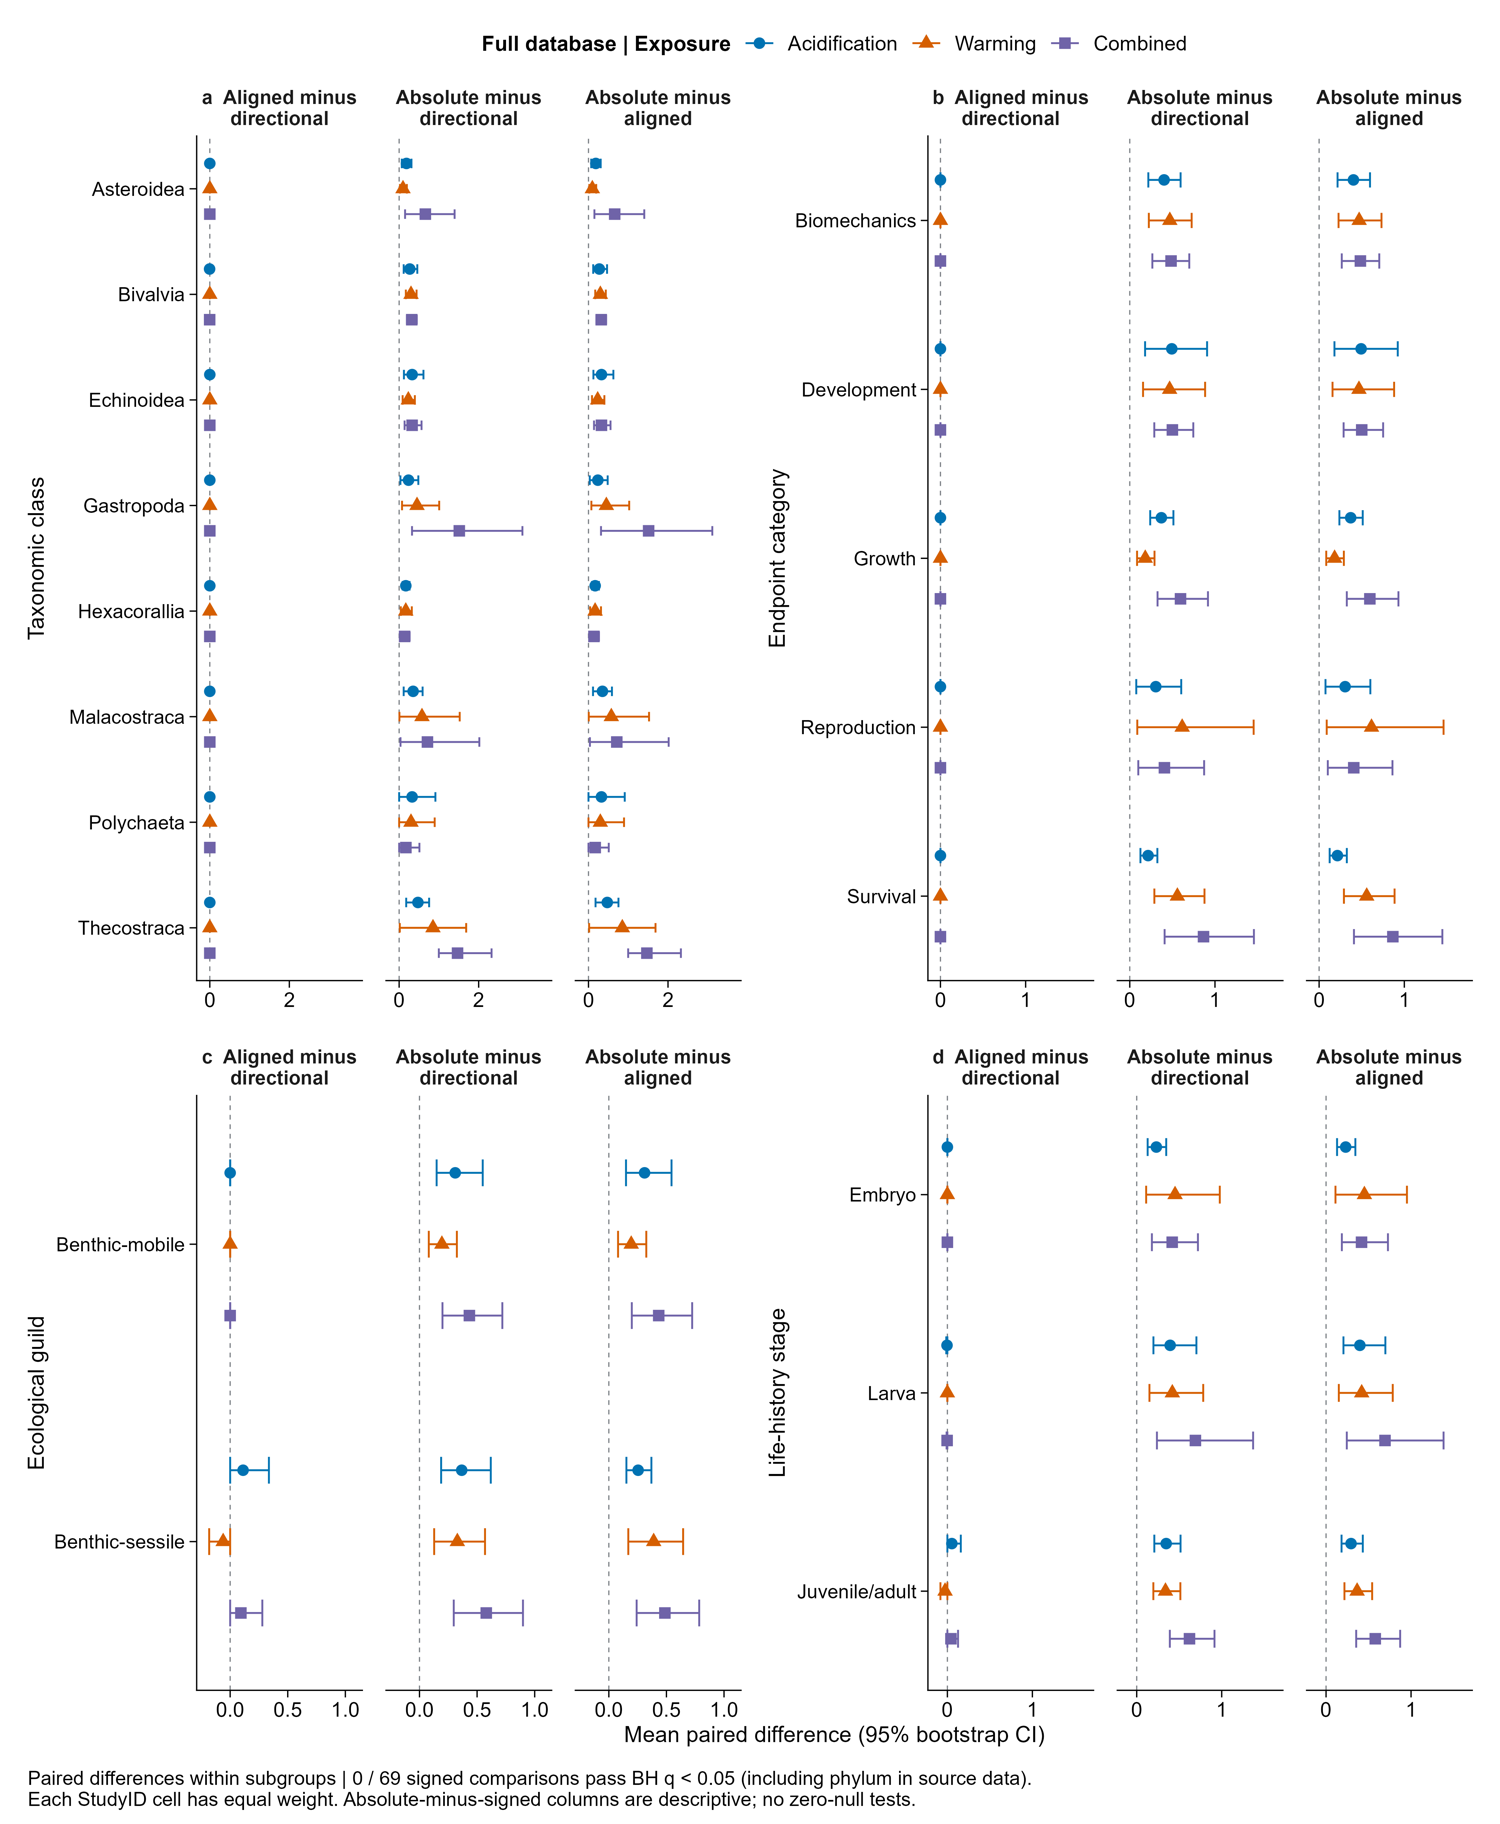 Full database | Exposure Acidification Warming Combined
a Aligned minus directional
Absolute minus directional
Absolute minus aligned
Taxonomic class
Asteroidea
Bivalvia
Echinoidea
Gastropoda
Hexacorallia
Malacostraca
Polychaeta
Thecostraca
0 2 0 2 0 2
b Aligned minus directional
Absolute minus directional
Absolute minus aligned
Endpoint category
Biomechanics
Development
Growth
Reproduction
Survival
0 1 0 1 0 1
c Aligned minus directional
Absolute minus directional
Absolute minus aligned
Ecological guild
Benthic-mobile
Benthic-sessile
0.0 0.5 1.0 0.0 0.5 1.0 0.0 0.5 1.0
d Aligned minus directional
Absolute minus directional
Absolute minus aligned
Life-history stage
Embryo
Larva
Juvenile/adult
0 1 0 1 0 1
Mean paired difference (95% bootstrap CI)
Paired differences within subgroups | 0 / 69 signed comparisons pass BH q < 0.05 (including phylum in source data).
Each StudyID cell has equal weight. Absolute-minus-signed columns are descriptive; no zero-null tests.